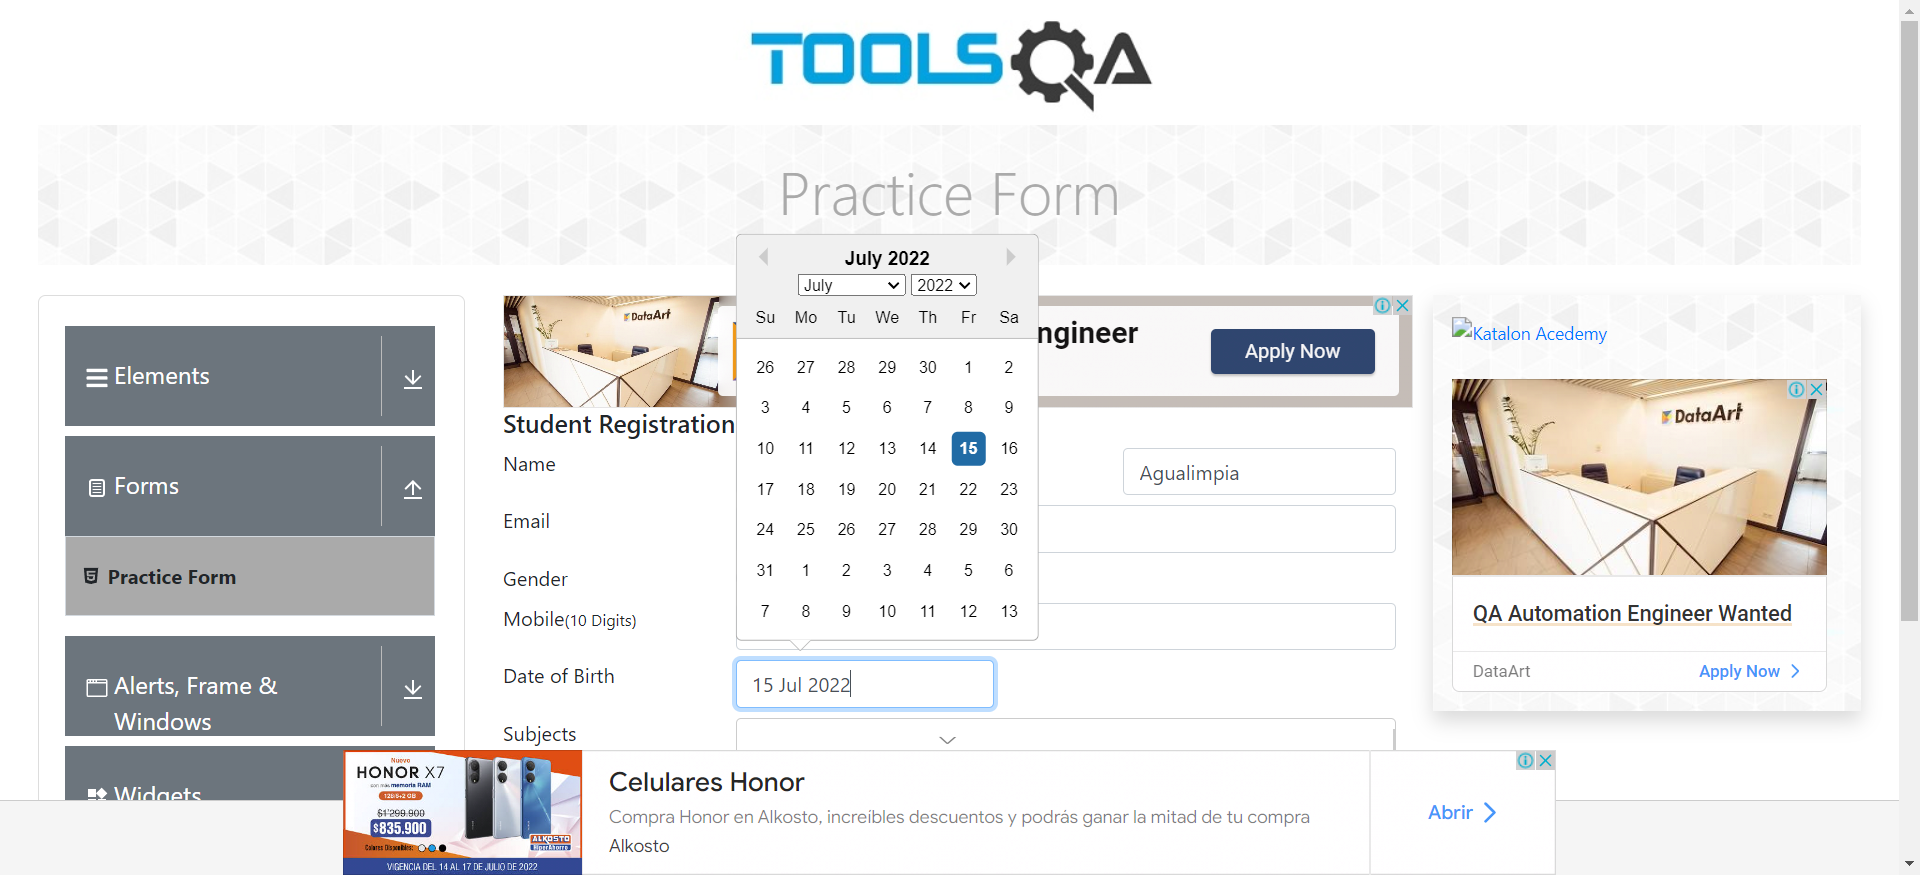 TOOLSQA
Practice Form
July 2022
July 2022
Su Mo Tu We Th Fr Sa
26 27 28 29 30 1 2
3 4 5 6 7 8 9
10 11 12 13 14 15 16
17 18 19 20 21 22 23
24 25 26 27 28 29 30
31 1 2 3 4 5 6
7 8 9 10 11 12 13
Elements
Forms
Practice Form
Alerts, Frame &
Windows
Widgets
DataArt
ngineer
Apply Now
Student Registration
Name
Agualimpia
Email
Gender
Mobile(10 Digits)
Date of Birth
15 Jul 2022
Subjects
Katalon Acedemy
DataArt
QA Automation Engineer Wanted
DataArt
Apply Now
Nuevo
HONOR X7
con más memoria RAM
128/6+2 GB
$1'299.900
$835.900
Colores Disponibles:
ALKOSTO
HiperAhorro
VIGENCIA DEL 14 AL 17 DE JULIO DE 2022
Celulares Honor
Compra Honor en Alkosto, increíbles descuentos y podrás ganar la mitad de tu compra
Alkosto
Abrir